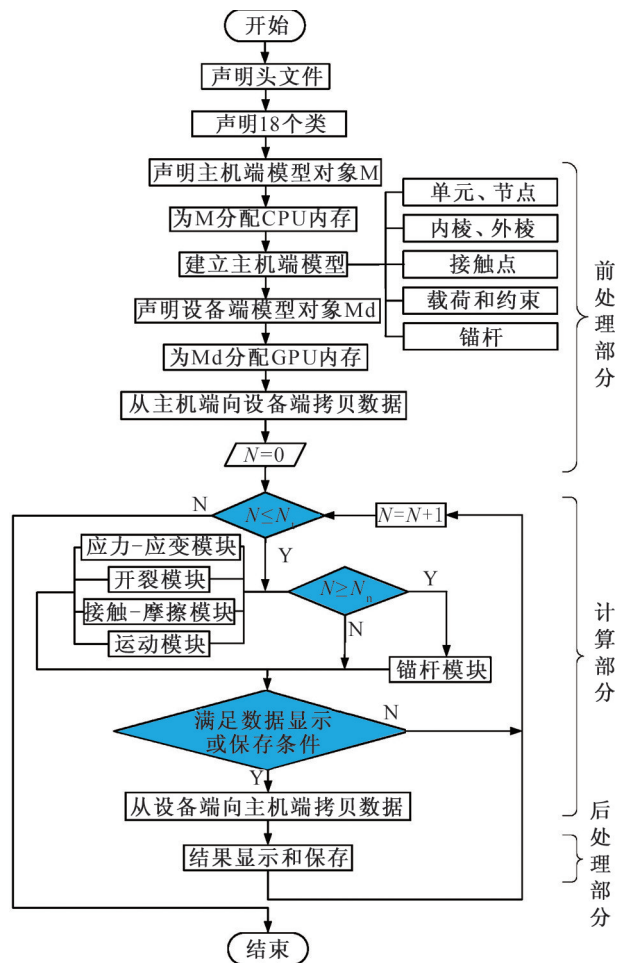 开始
声明头文件
声明18个类
声明主机端模型对象M
为M分配CPU内存
建立主机端模型
单元、节点
内棱、外棱
接触点
载荷和约束
锚杆
声明设备端模型对象Md
为Md分配GPU内存
从主机端向设备端拷贝数据
N=0
前处理部分
N
N≤Nt
N=N+1
Y
应力-应变模块
开裂模块
接触-摩擦模块
运动模块
N≥Nn
Y
N
锚杆模块
满足数据显示
或保存条件
N
Y
从设备端向主机端拷贝数据
计算部分
结果显示和保存
后处理部分
结束